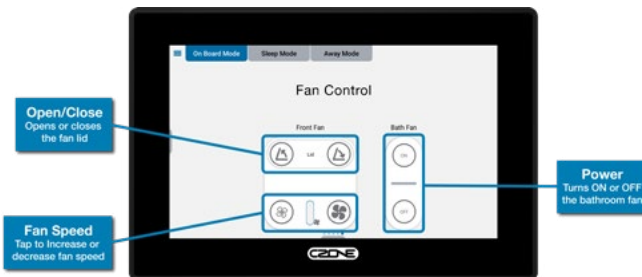 On Board Mode
Sleep Mode
Away Mode
Fan Control
Open/Close
Opens or closes
the fan lid
Front Fan
Bath Fan
Lid
ON
Power
Turns ON or OFF
the bathroom fan
OFF
Fan Speed
Tap to Increase or
decrease fan speed
CZONE